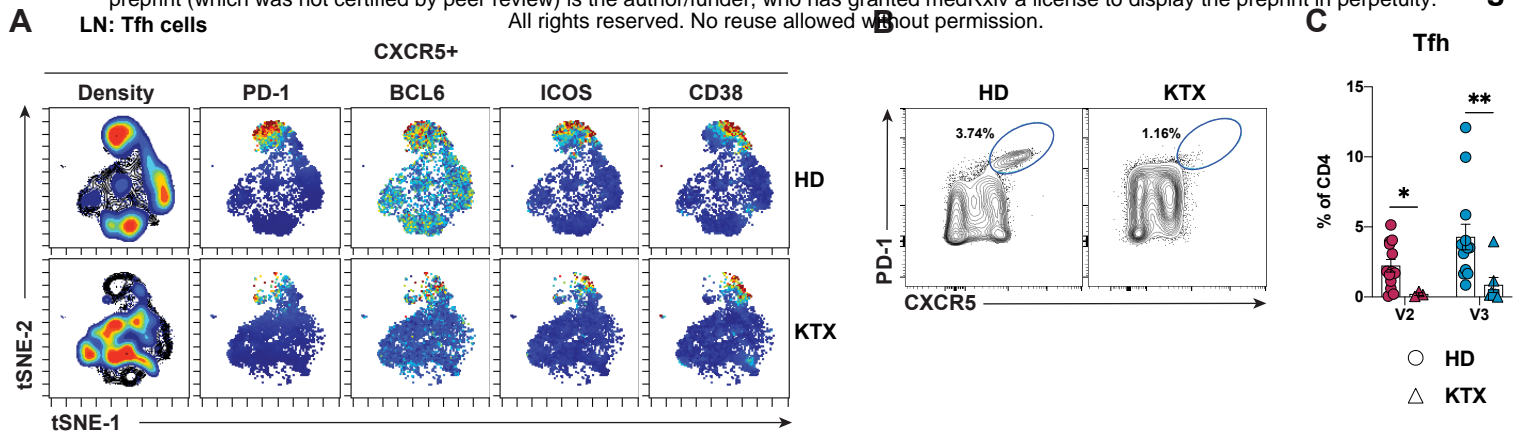 preprint (which was not certified by peer review) is the author/funder, who has granted medRxiv a license to display the preprint in perpetuity.
All rights reserved. No reuse allowed without permission.
A
LN: Tfh cells
CXCR5+
Density PD-1 BCL6 ICOS CD38
HD
KTX
tSNE-2
tSNE-1
B
HD KTX
3.74% 1.16%
PD-1
CXCR5
C
Tfh
% of CD4
15
10
5
0
* **
V2 V3
HD
KTX